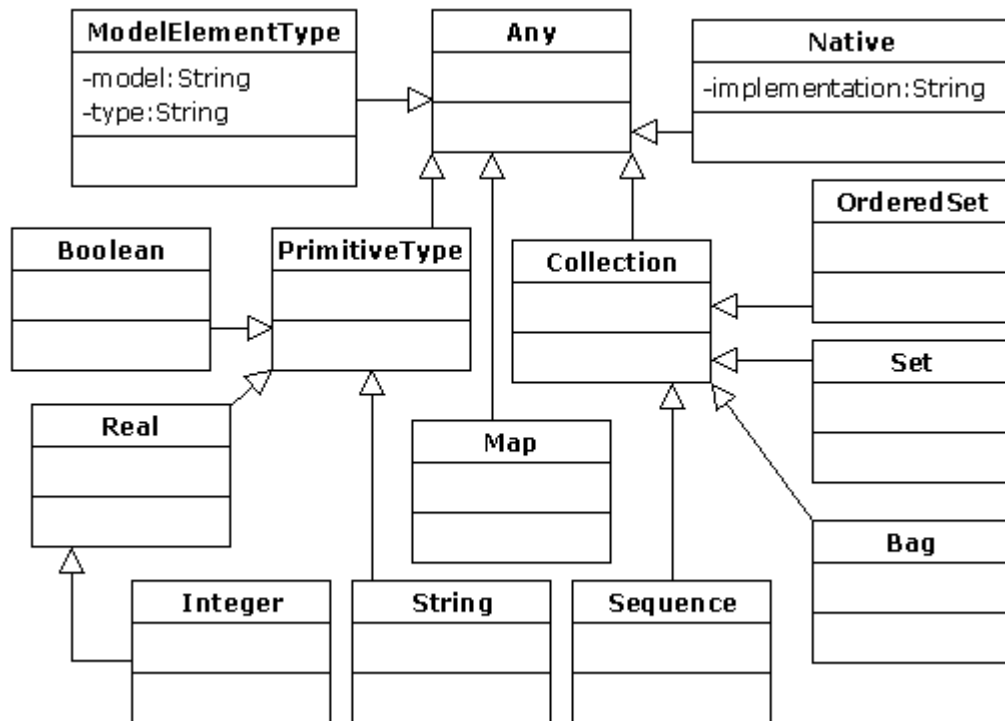 ModelElementType
-model:String
-type:String
Any
Native
-implementation:String
Boolean
PrimitiveType
Collection
OrderedSet
Set
Real
Map
Bag
Integer
String
Sequence